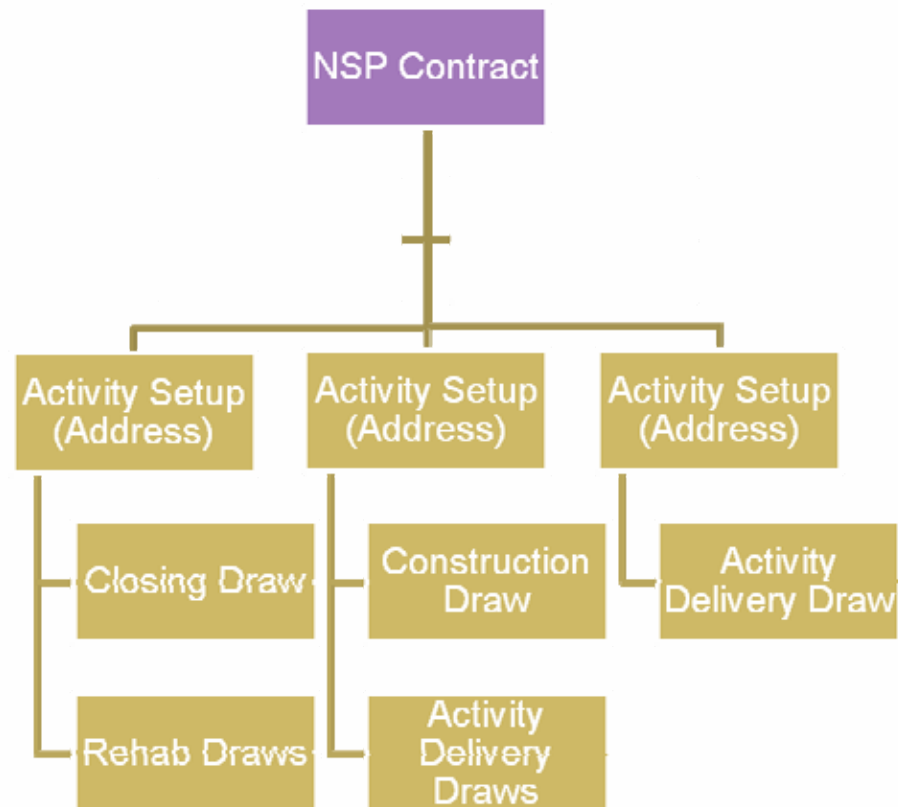 NSP Contract
Activity Setup
(Address)
Activity Setup
(Address)
Activity Setup
(Address)
Closing Draw
Construction
Draw
Activity
Delivery Draw
Rehab Draws
Activity
Delivery
Draws